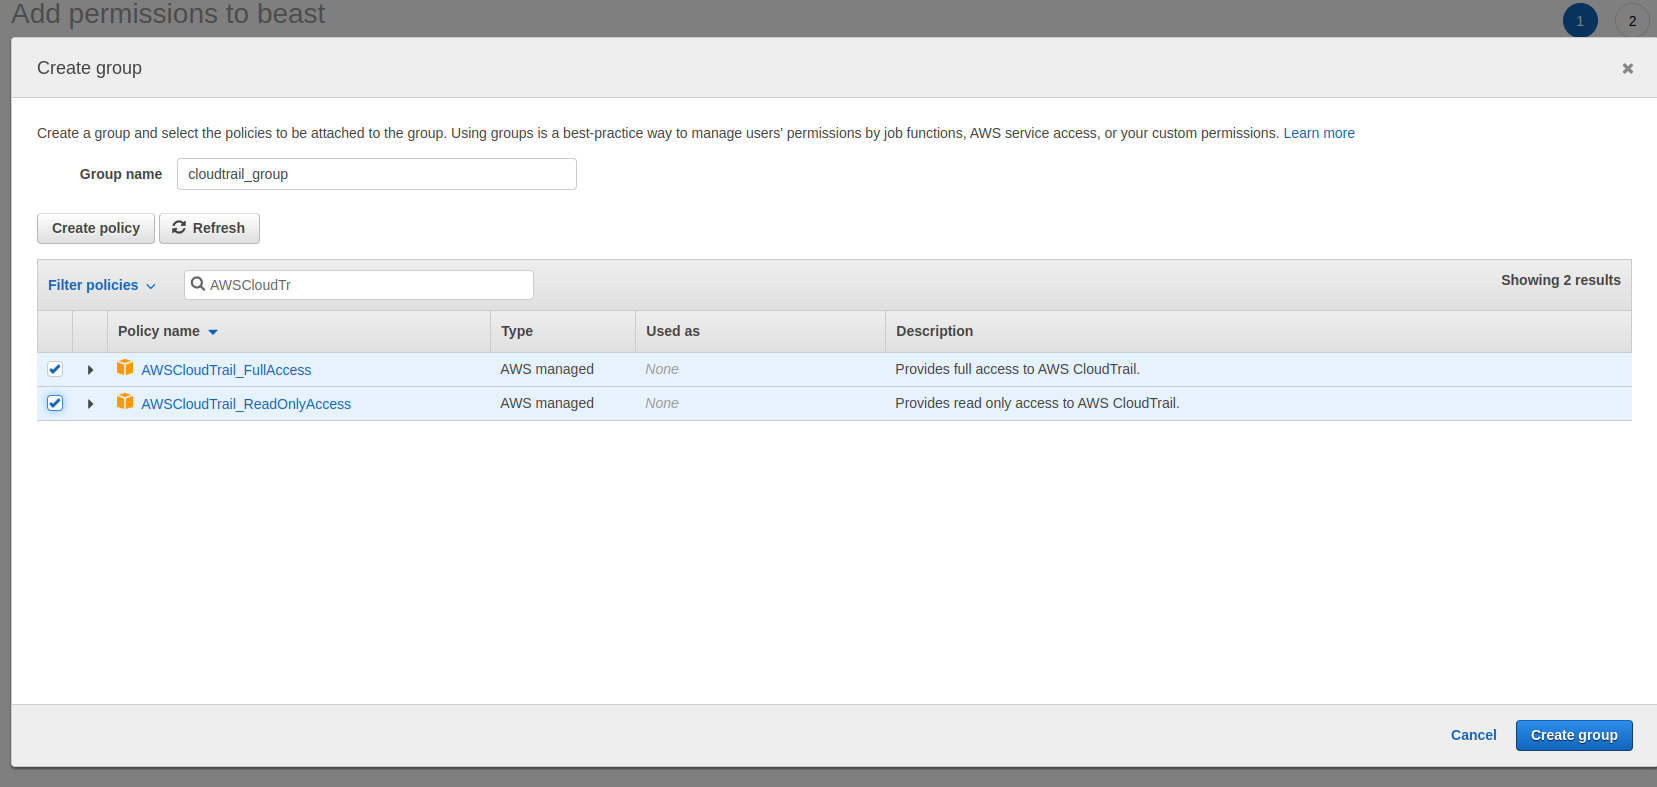 Add permissions to beast
1 2
Create group
Create a group and select the policies to be attached to the group. Using groups is a best-practice way to manage users' permissions by job functions, AWS service access, or your custom permissions. Learn more
Group name cloudtrail_group
Create policy Refresh
Filter policies AWSCloudTr Showing 2 results
Policy name Type Used as Description
AWSCloudTrail_FullAccess AWS managed None Provides full access to AWS CloudTrail.
AWSCloudTrail_ReadOnlyAccess AWS managed None Provides read only access to AWS CloudTrail.
Cancel Create group